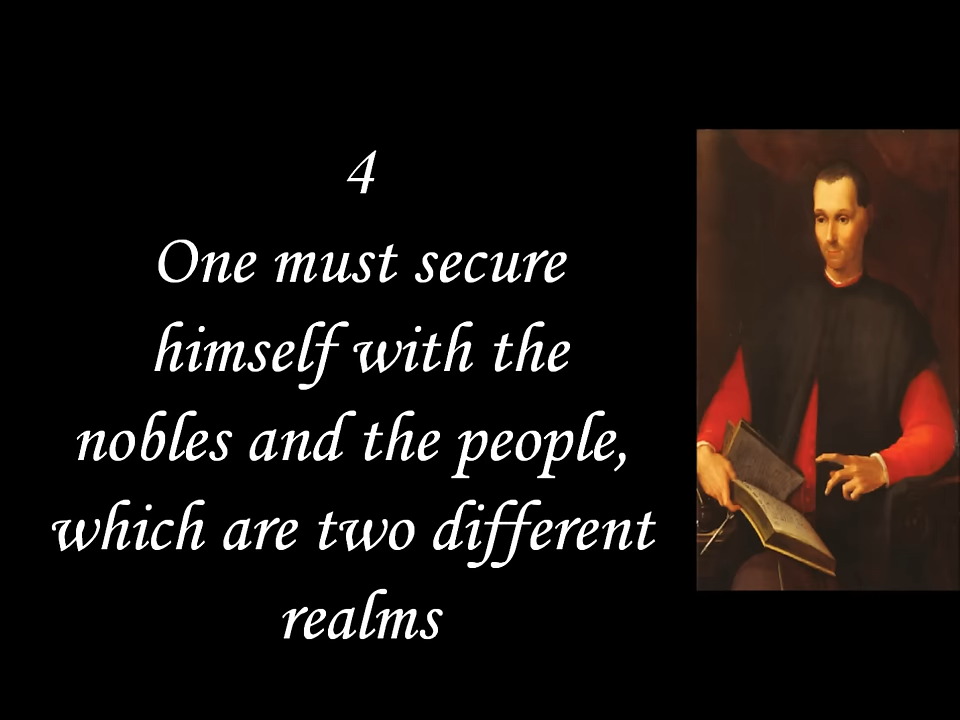 4
One must secure
himself with the
nobles and the people,
which are two different
realms